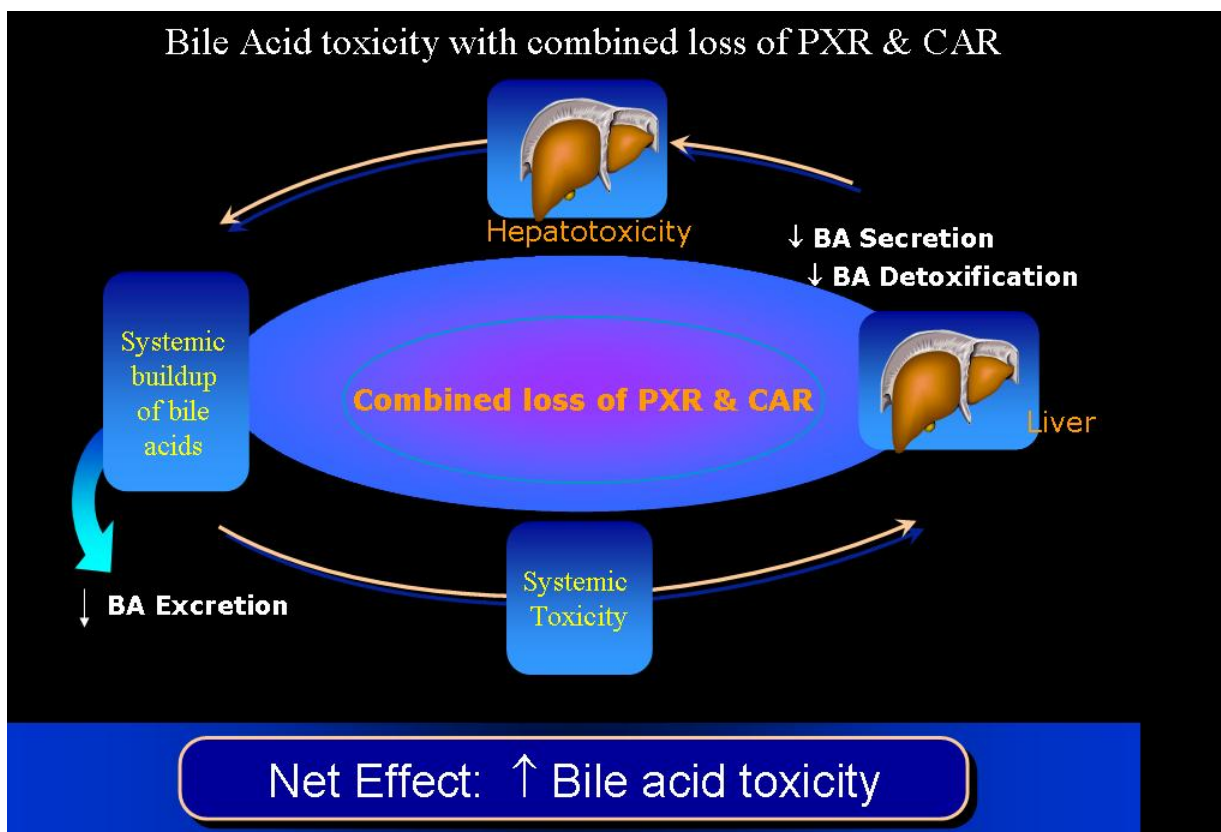 Bile Acid toxicity with combined loss of PXR & CAR
Hepatotoxicity
↓ BA Secretion
↓ BA Detoxification
Systemic
buildup
of bile
acids
Combined loss of PXR & CAR
Liver
↓ BA Excretion
Systemic
Toxicity
Net Effect: ↑ Bile acid toxicity